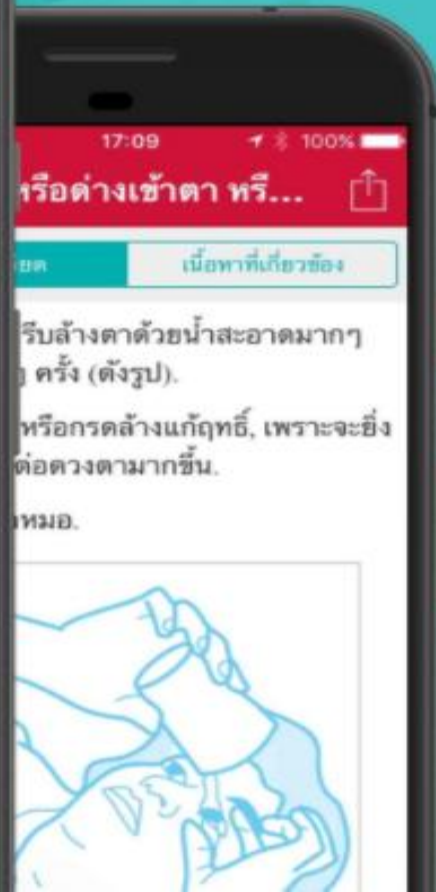 17:09 100%
หรือด่างเข้าตา หรื...
เนื้อหาที่เกี่ยวข้อง
รีบล้างตาด้วยน้ำสะอาดมากๆ
ๆ ครั้ง (ดังรูป).
หรือกรดล้างแก้ฤทธิ์, เพราะจะยิ่ง
ต่อดวงตามากขึ้น.
หมอ.